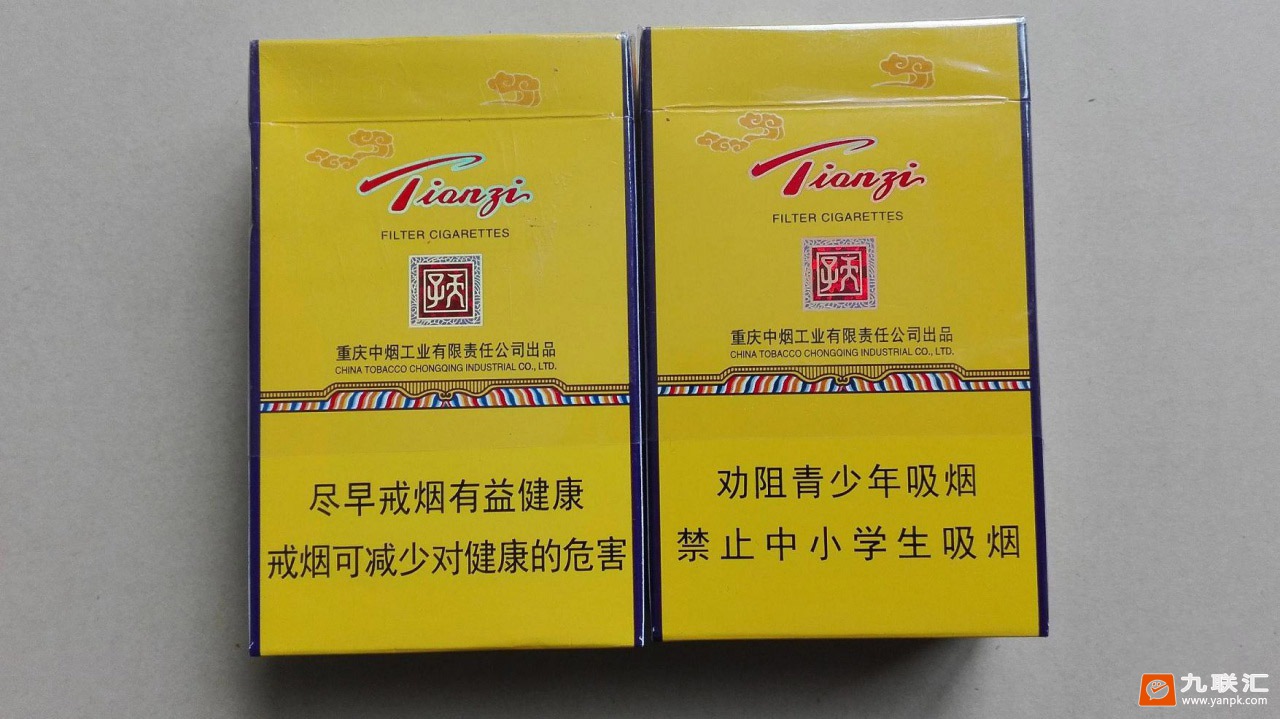 Tianzi
FILTER CIGARETTES
天子
重庆中烟工业有限责任公司出品
CHINA TOBACCO CHONGQING INDUSTRIAL CO., LTD.
尽早戒烟有益健康
戒烟可减少对健康的危害
Tianzi
FILTER CIGARETTES
天子
重庆中烟工业有限责任公司出品
CHINA TOBACCO CHONGQING INDUSTRIAL CO., LTD.
劝阻青少年吸烟
禁止中小学生吸烟
九联汇
www.yanpk.com